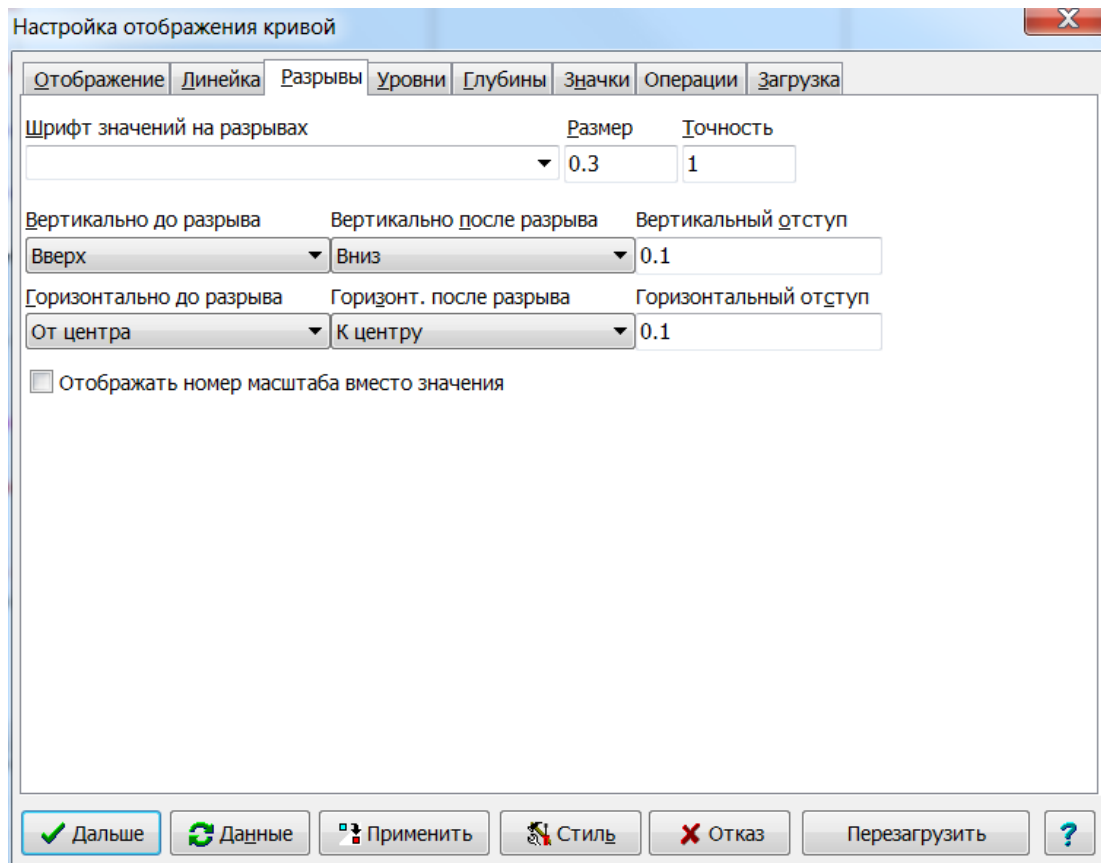 Настройка отображения кривой
Отображение Линейка Разрывы Уровни Глубины Значки Операции Загрузка
Шрифт значений на разрывах Размер Точность
0.3 1
Вертикально до разрыва Вертикально после разрыва Вертикальный отступ
Вверх Вниз 0.1
Горизонтально до разрыва Горизонт. после разрыва Горизонтальный отступ
От центра К центру 0.1
Отображать номер масштаба вместо значения
Дальше Данные Применить Стиль Отказ Перезагрузить ?